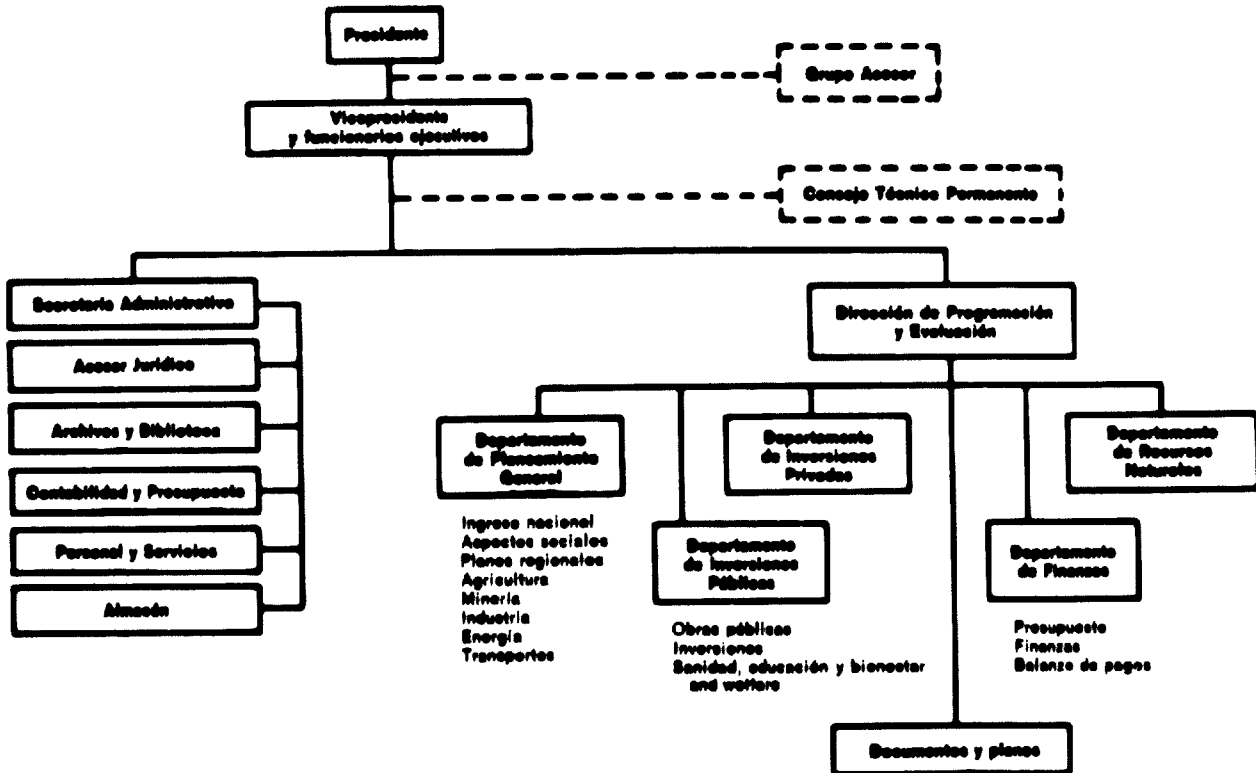 Presidente
Grupo Asesor
Vicepresidente
y funcionarios ejecutivos
Consejo Técnico Permanente
Secretaría Administrativa
Asesor Jurídico
Archivos y Biblioteca
Contabilidad y Presupuesto
Personal y Servicios
Almacén
Dirección de Programación
y Evaluación
Departamento
de Planeamiento
General
Ingreso nacional
Aspectos sociales
Planes regionales
Agricultura
Minería
Industria
Energía
Transportes
Departamento
de Inversiones
Públicas
Obras públicas
Inversiones
Sanidad, educación y bienestar
and welfare
Departamento
de Inversiones
Privadas
Departamento
de Finanzas
Presupuesto
Finanzas
Balanza de pagos
Departamento
de Recursos
Naturales
Documentos y planes